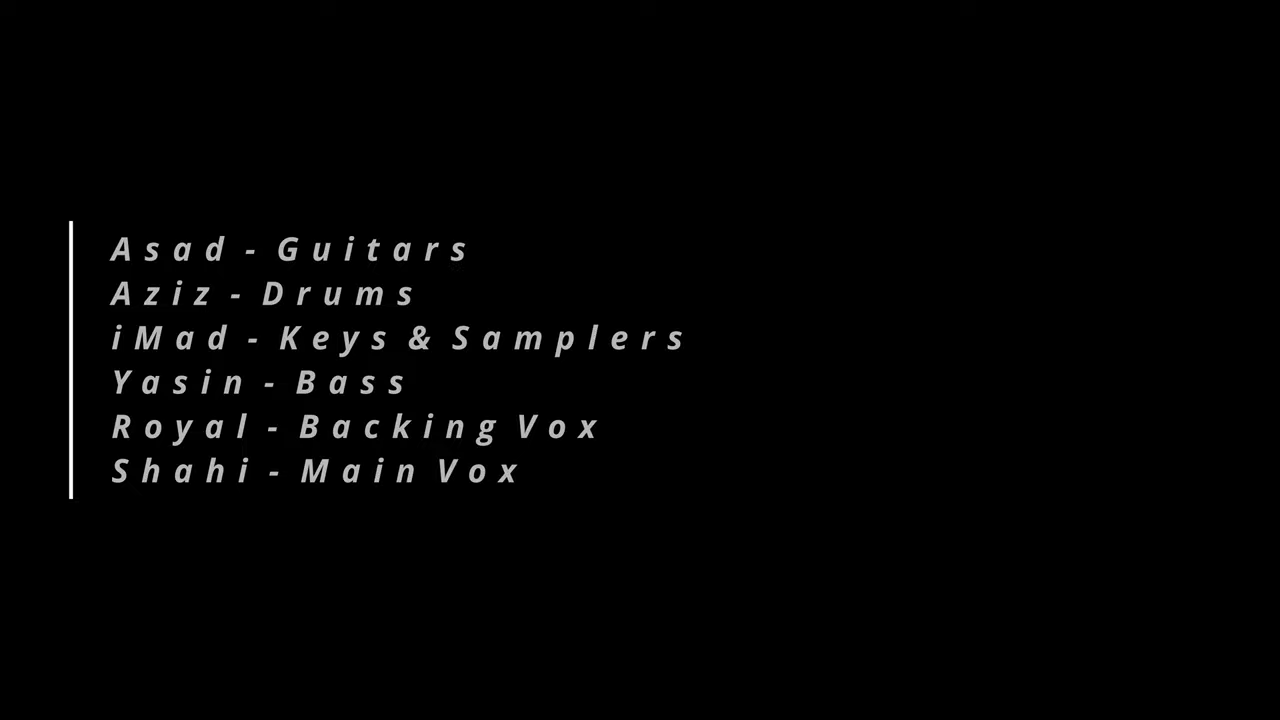 Asad - Guitars
Aziz - Drums
iMad - Keys & Samplers
Yasin - Bass
Royal - Backing Vox
Shahi - Main Vox